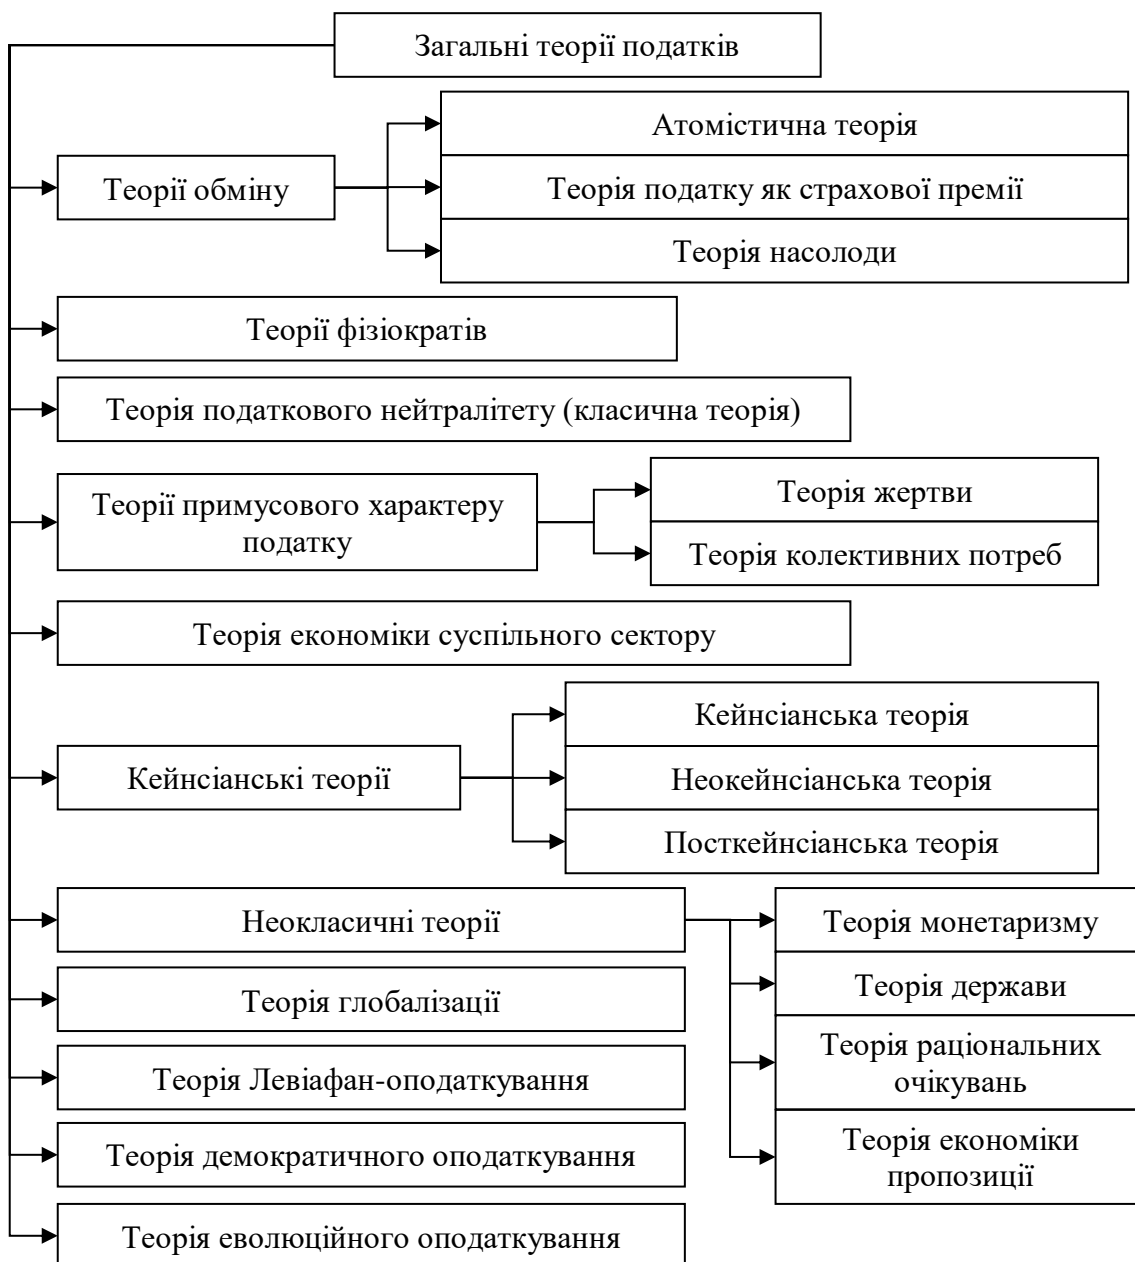 Загальні теорії податків
Теорії обміну
Атомістична теорія
Теорія податку як страхової премії
Теорія насолоди
Теорії фізіократів
Теорія податкового нейтралітету (класична теорія)
Теорії примусового характеру
податку
Теорія жертви
Теорія колективних потреб
Теорія економіки суспільного сектору
Кейнсіанські теорії
Кейнсіанська теорія
Неокейнсіанська теорія
Посткейнсіанська теорія
Неокласичні теорії
Теорія монетаризму
Теорія держави
Теорія раціональних
очікувань
Теорія економіки
пропозиції
Теорія глобалізації
Теорія Левіафан-оподаткування
Теорія демократичного оподаткування
Теорія еволюційного оподаткування